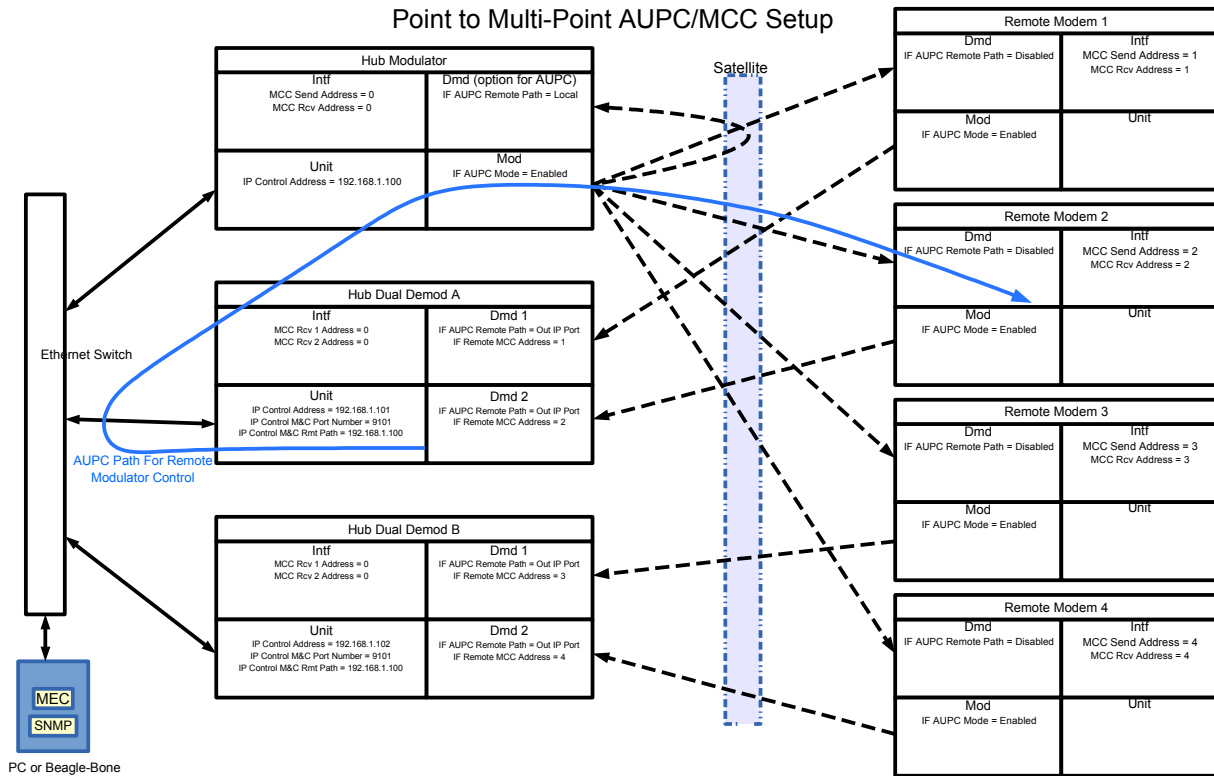 Point to Multi-Point AUPC/MCC Setup
Hub Modulator
Intf
MCC Send Address = 0
MCC Rcv Address = 0
Dmd (option for AUPC)
IF AUPC Remote Path = Local
Unit
IP Control Address = 192.168.1.100
Mod
IF AUPC Mode = Enabled
Hub Dual Demod A
Intf
MCC Rcv 1 Address = 0
MCC Rcv 2 Address = 0
Dmd 1
IF AUPC Remote Path = Out IP Port
IF Remote MCC Address = 1
Unit
IP Control Address = 192.168.1.101
IP Control M&C Port Number = 9101
IP Control M&C Rmt Path = 192.168.1.100
Dmd 2
IF AUPC Remote Path = Out IP Port
IF Remote MCC Address = 2
Ethernet Switch
AUPC Path For Remote
Modulator Control
Hub Dual Demod B
Intf
MCC Rcv 1 Address = 0
MCC Rcv 2 Address = 0
Dmd 1
IF AUPC Remote Path = Out IP Port
IF Remote MCC Address = 3
Unit
IP Control Address = 192.168.1.102
IP Control M&C Port Number = 9101
IP Control M&C Rmt Path = 192.168.1.100
Dmd 2
IF AUPC Remote Path = Out IP Port
IF Remote MCC Address = 4
MEC
SNMP
PC or Beagle-Bone
Satellite
Remote Modem 1
Dmd
IF AUPC Remote Path = Disabled
Intf
MCC Send Address = 1
MCC Rcv Address = 1
Mod
IF AUPC Mode = Enabled
Unit
Remote Modem 2
Dmd
IF AUPC Remote Path = Disabled
Intf
MCC Send Address = 2
MCC Rcv Address = 2
Mod
IF AUPC Mode = Enabled
Unit
Remote Modem 3
Dmd
IF AUPC Remote Path = Disabled
Intf
MCC Send Address = 3
MCC Rcv Address = 3
Mod
IF AUPC Mode = Enabled
Unit
Remote Modem 4
Dmd
IF AUPC Remote Path = Disabled
Intf
MCC Send Address = 4
MCC Rcv Address = 4
Mod
IF AUPC Mode = Enabled
Unit